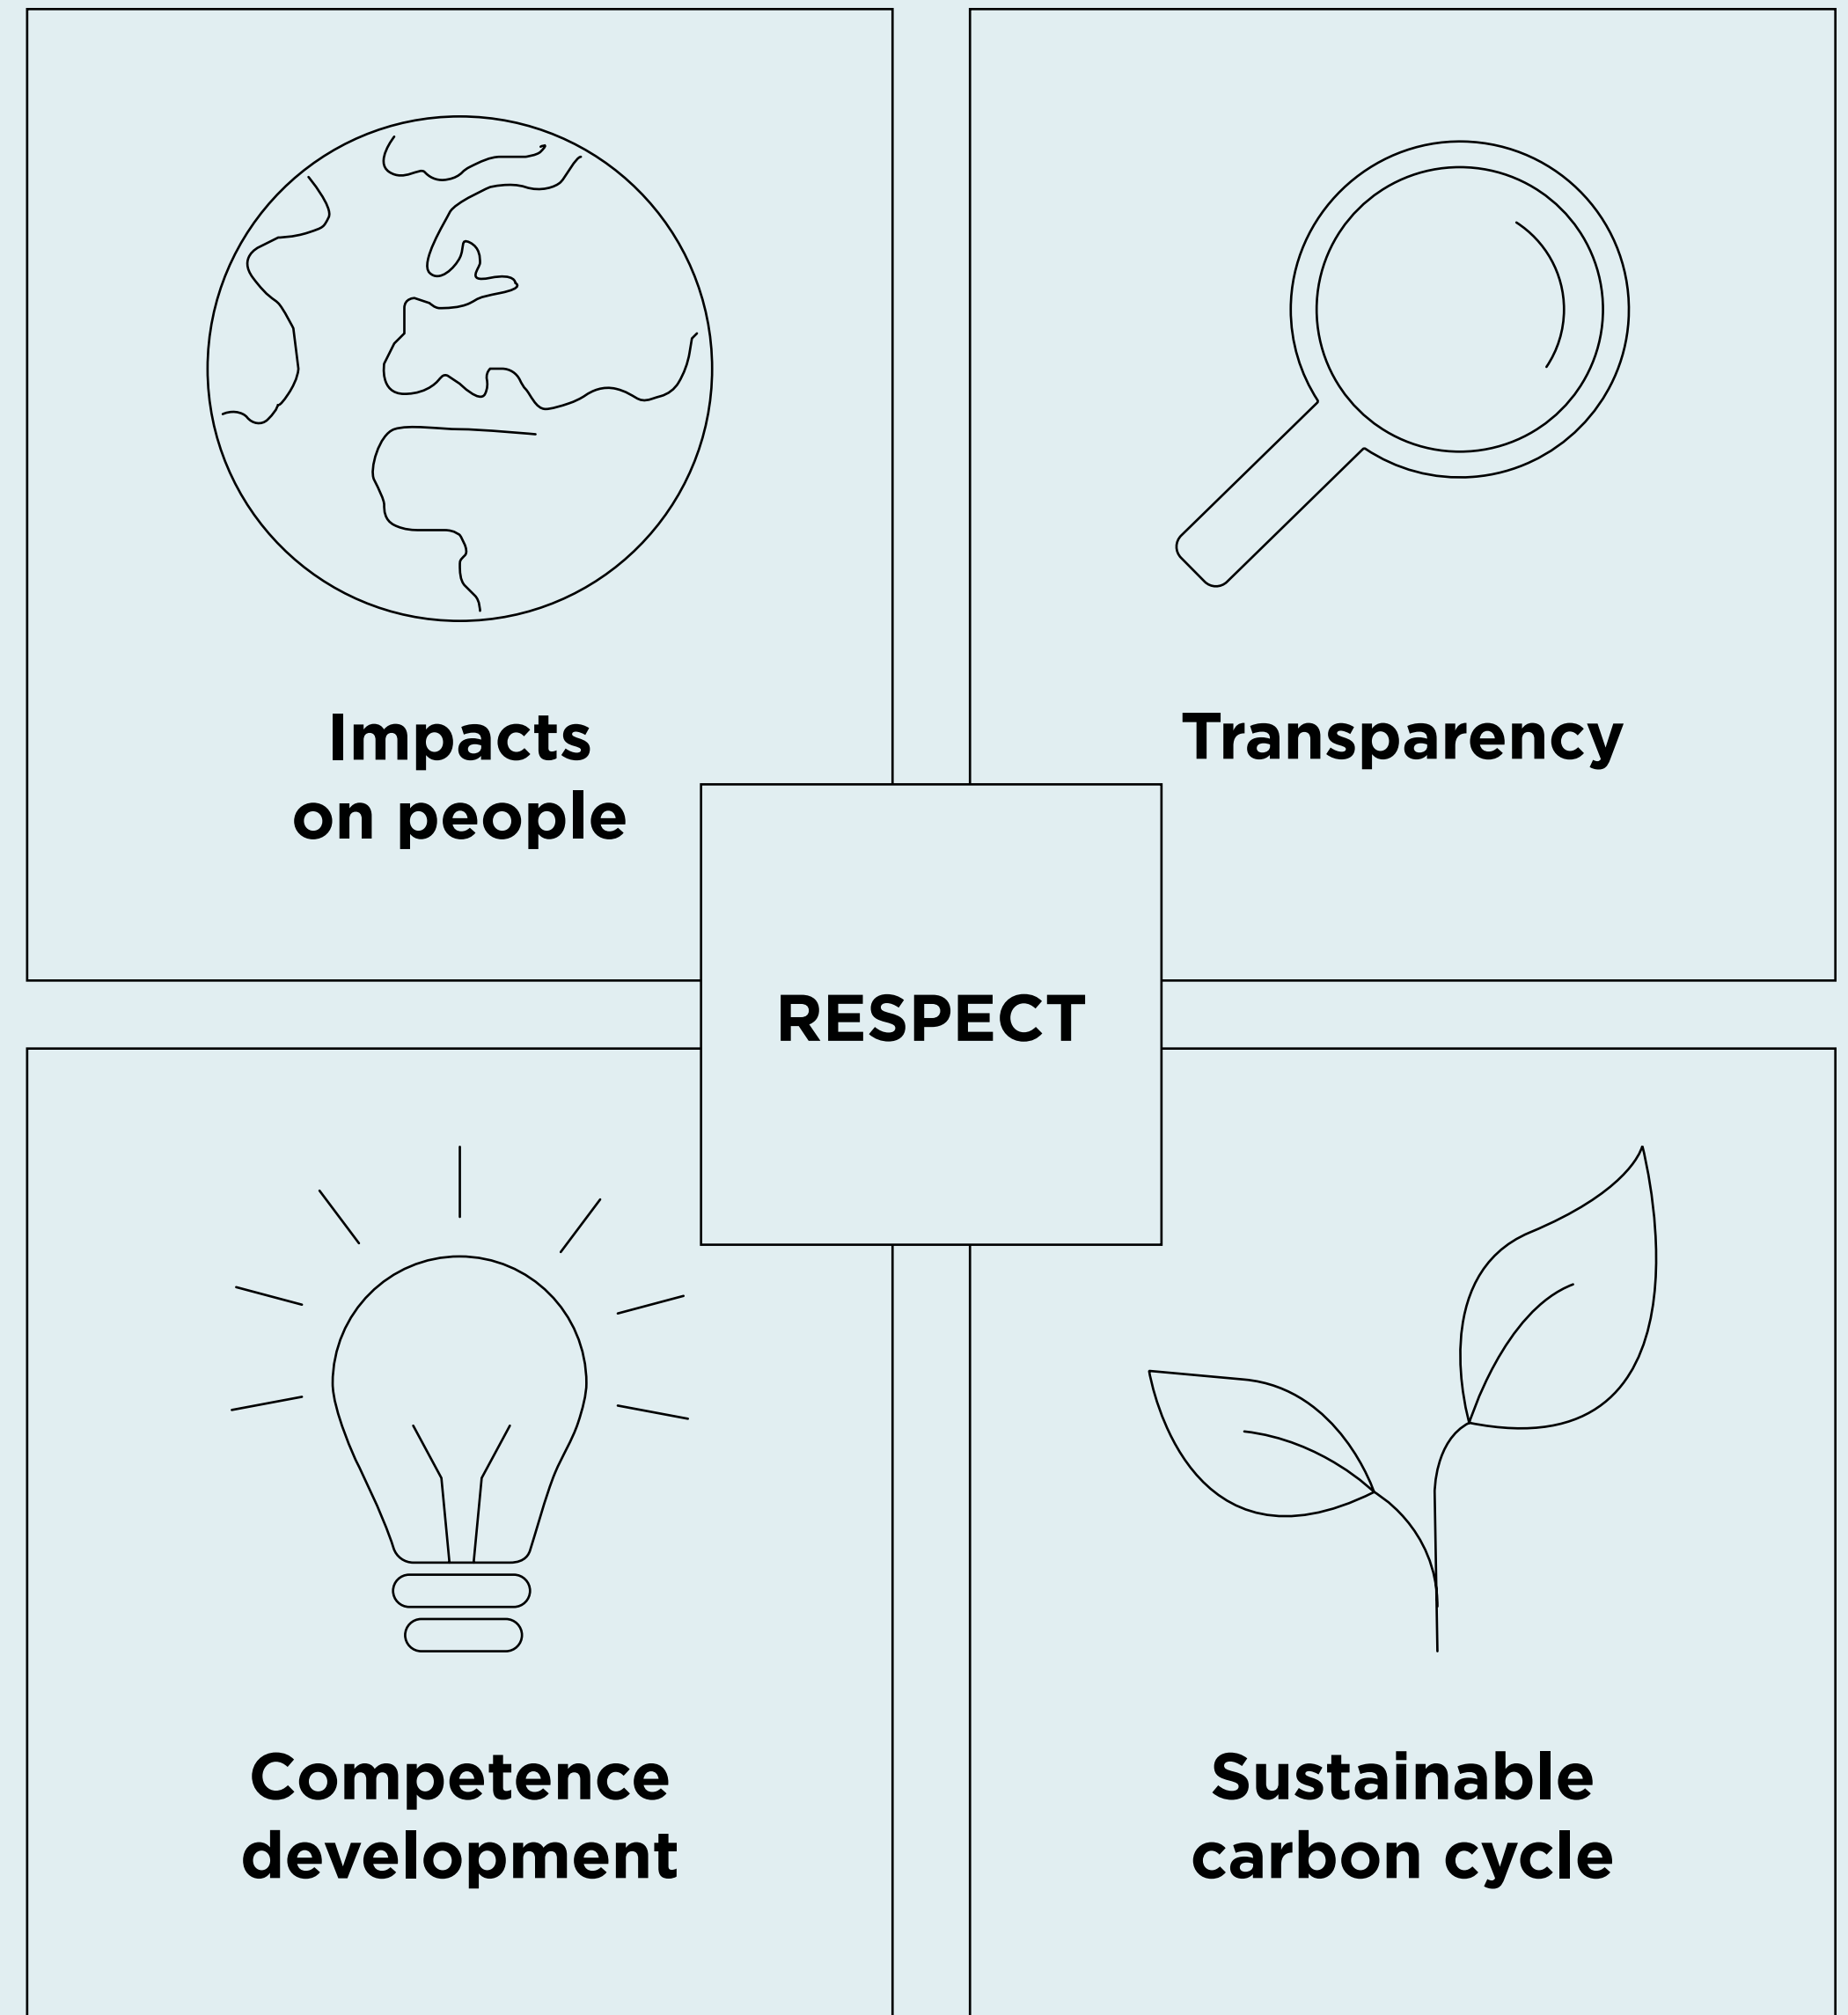 Impacts
on people
Transparency
RESPECT
Competence
development
Sustainable
carbon cycle